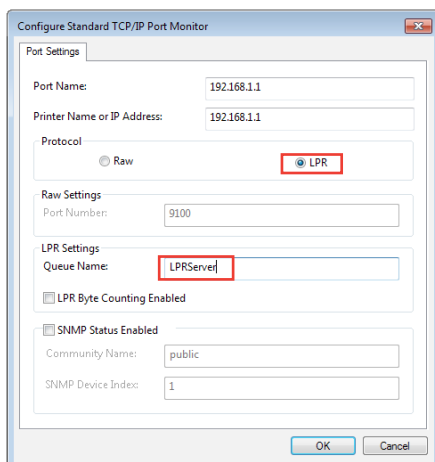 Configure Standard TCP/IP Port Monitor
Port Settings
Port Name: 192.168.1.1
Printer Name or IP Address: 192.168.1.1
Protocol
Raw LPR
Raw Settings
Port Number: 9100
LPR Settings
Queue Name: LPRServer
LPR Byte Counting Enabled
SNMP Status Enabled
Community Name: public
SNMP Device Index: 1
OK Cancel